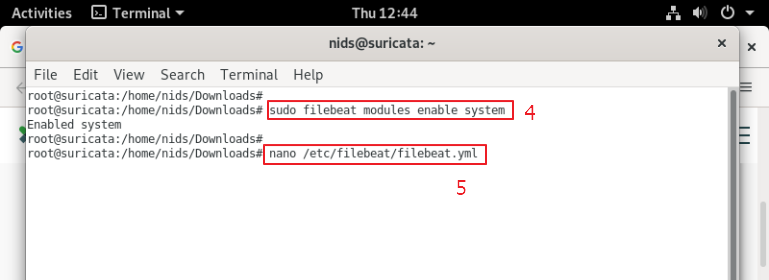 Activities Terminal Thu 12:44
G
nids@suricata: ~
File Edit View Search Terminal Help
root@suricata:/home/nids/Downloads#
root@suricata:/home/nids/Downloads# sudo filebeat modules enable system 4
Enabled system
root@suricata:/home/nids/Downloads#
root@suricata:/home/nids/Downloads# nano /etc/filebeat/filebeat.yml
5